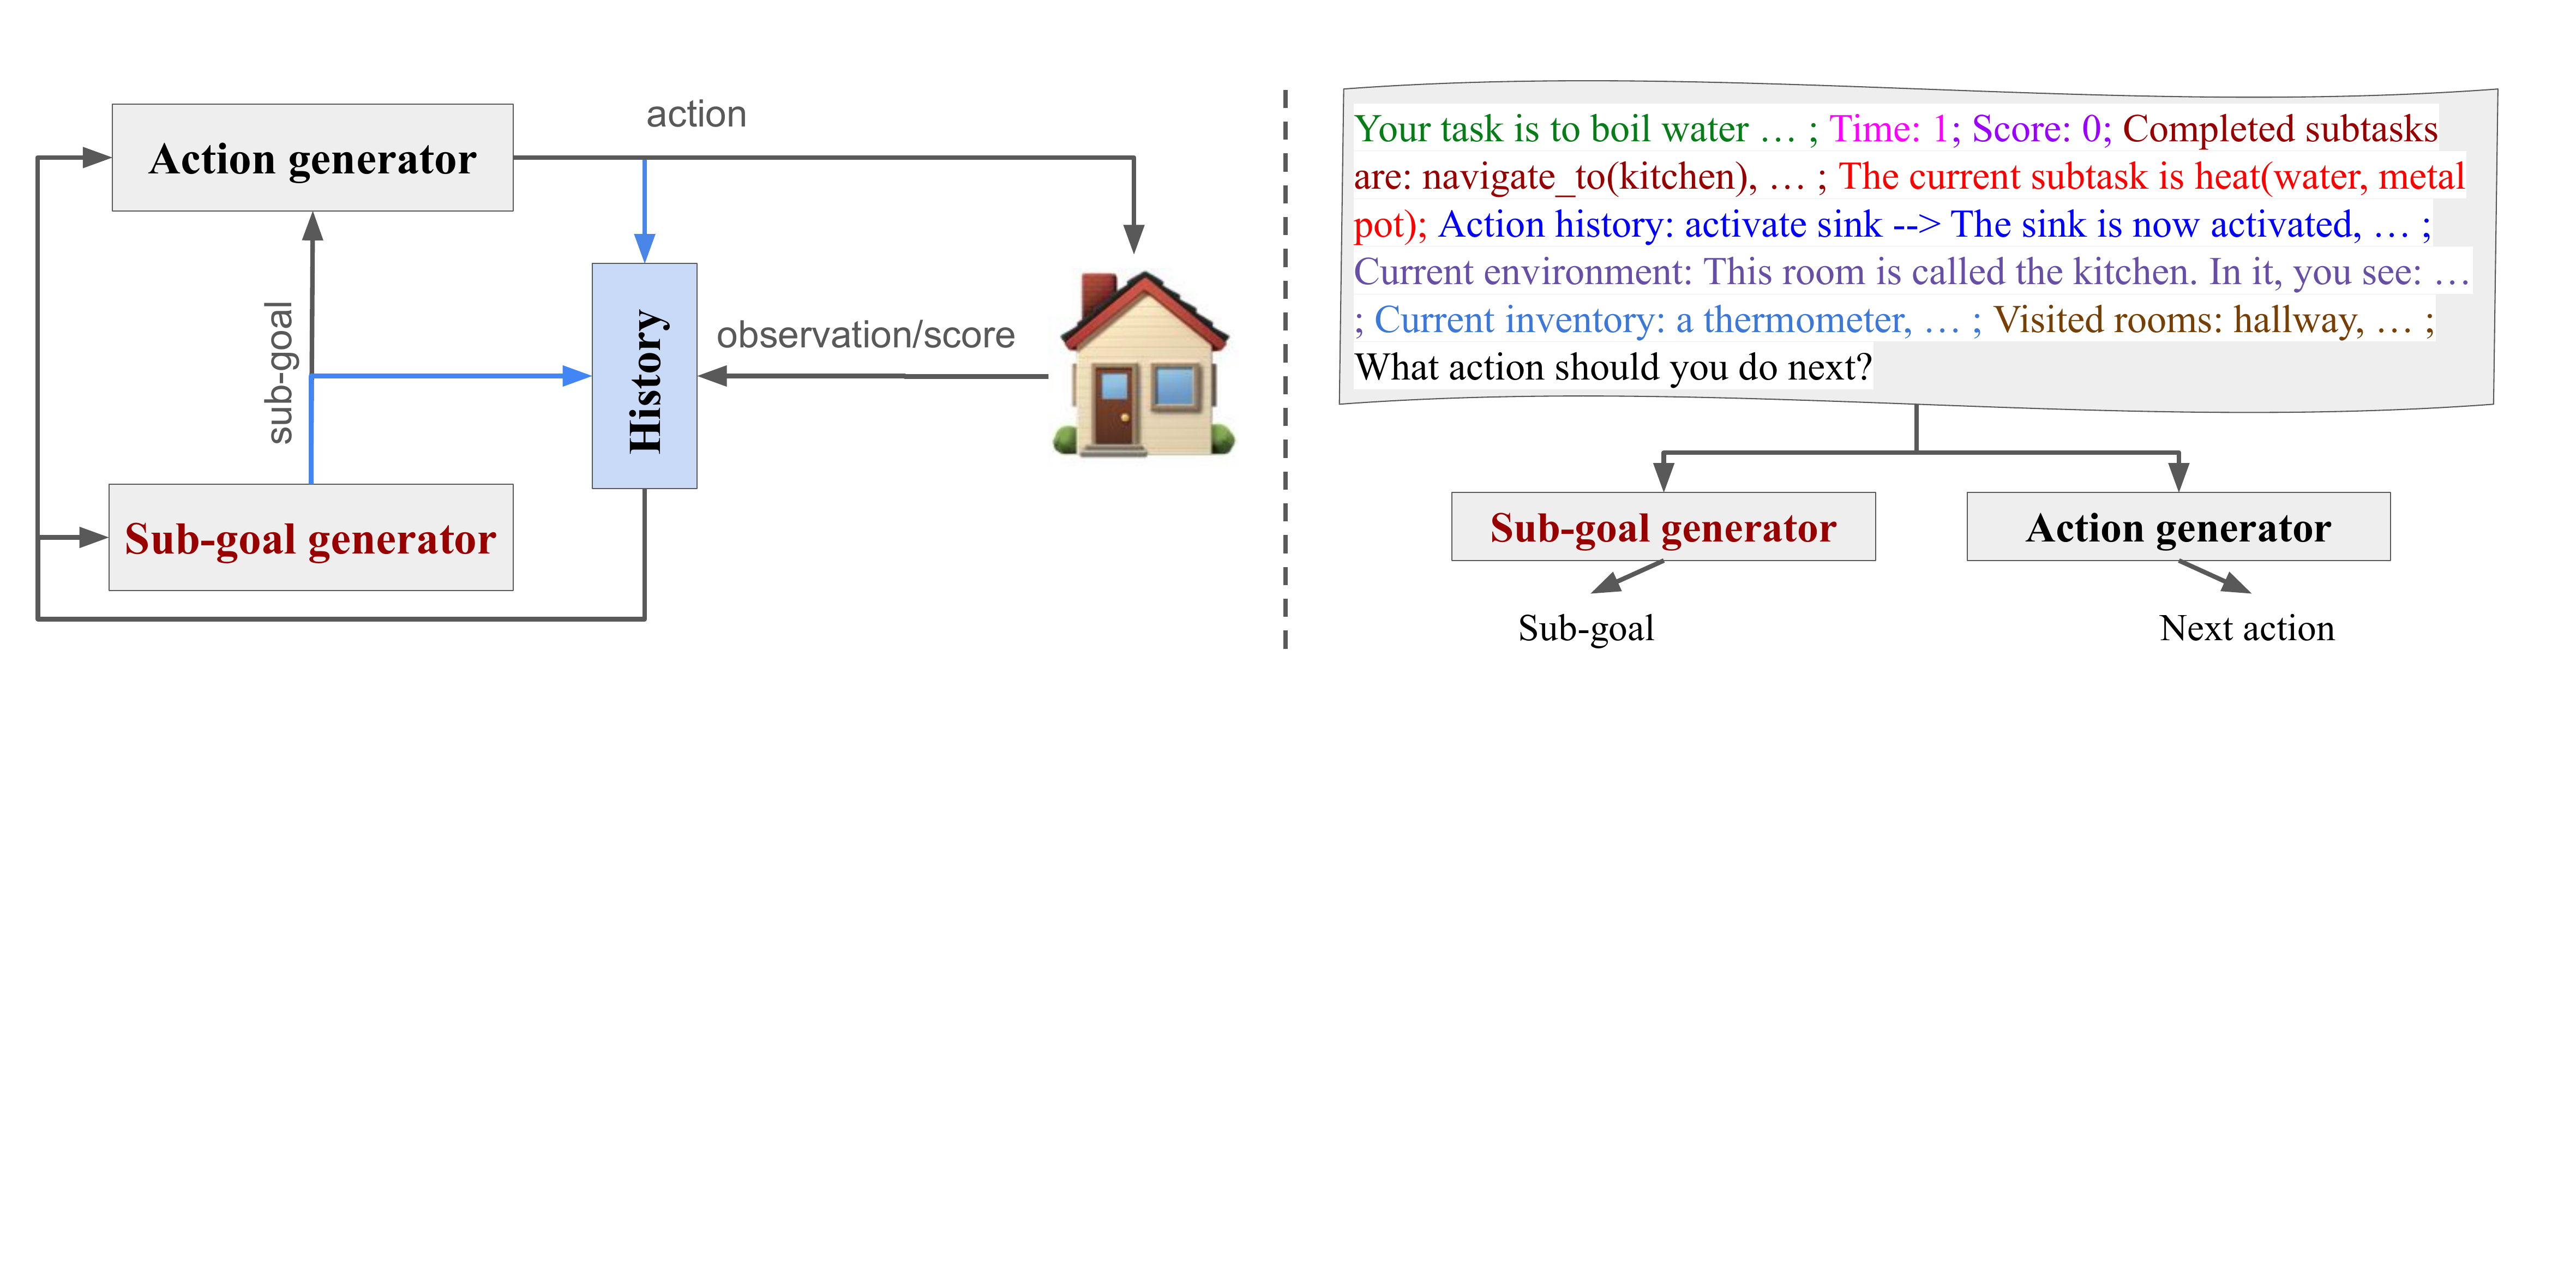 action
Action generator
sub-goal
History
observation/score
Sub-goal generator
Your task is to boil water … ; Time: 1; Score: 0; Completed subtasks
are: navigate_to(kitchen), … ; The current subtask is heat(water, metal
pot); Action history: activate sink --> The sink is now activated, … ;
Current environment: This room is called the kitchen. In it, you see: …
; Current inventory: a thermometer, … ; Visited rooms: hallway, … ;
What action should you do next?
Sub-goal generator
Action generator
Sub-goal
Next action